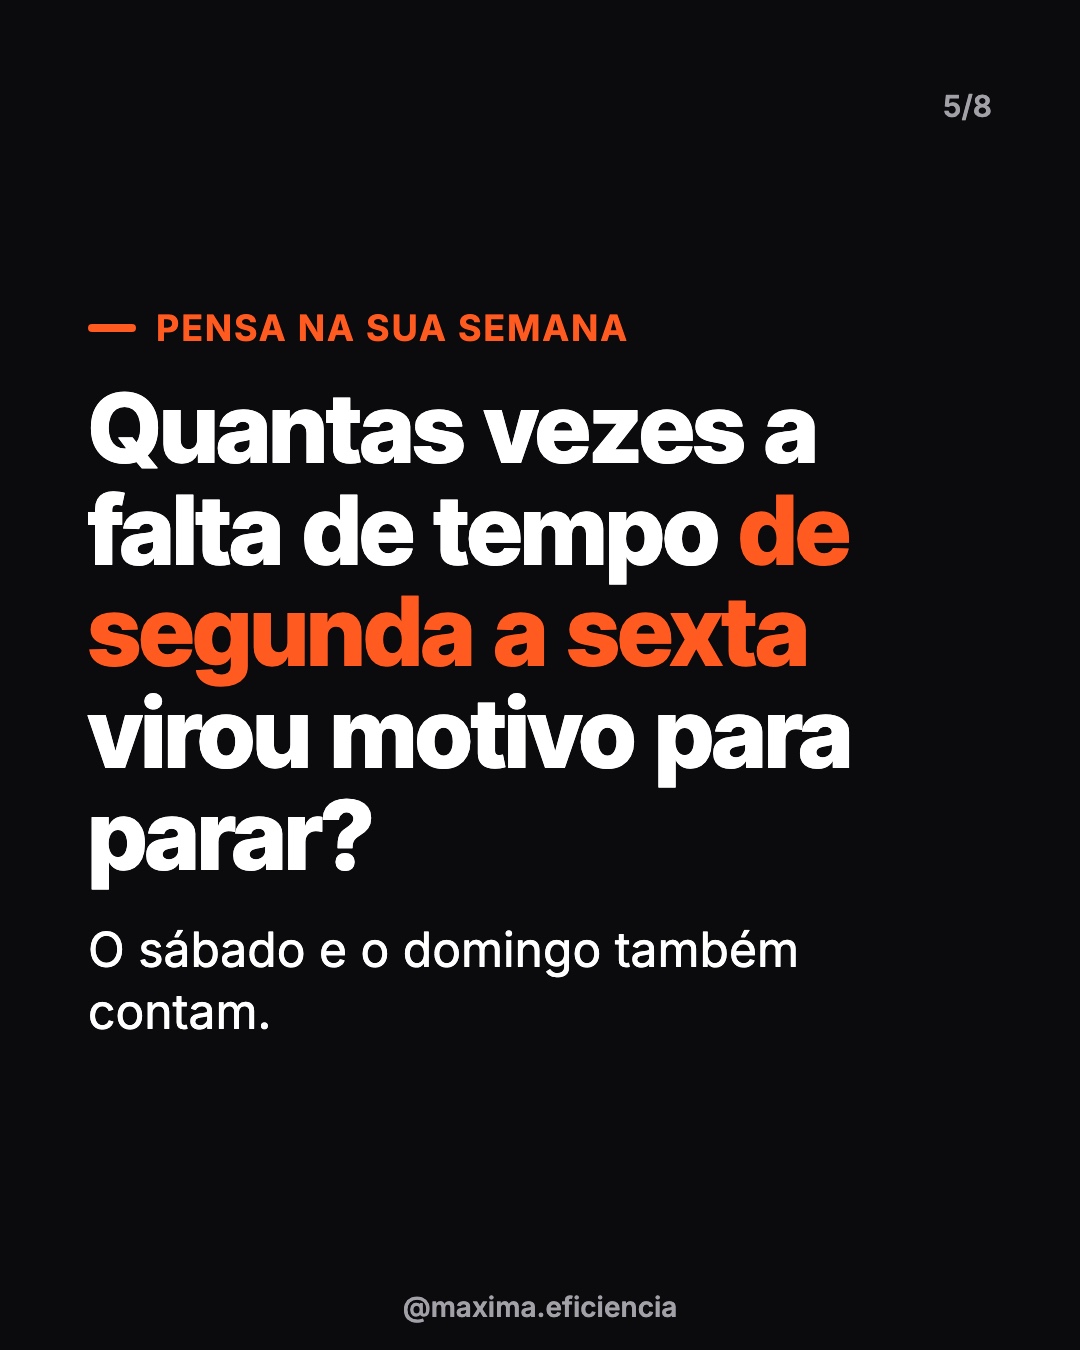 5/8
PENSA NA SUA SEMANA
Quantas vezes a
falta de tempo de
segunda a sexta
virou motivo para
parar?
O sábado e o domingo também
contam.
@maxima.eficiencia